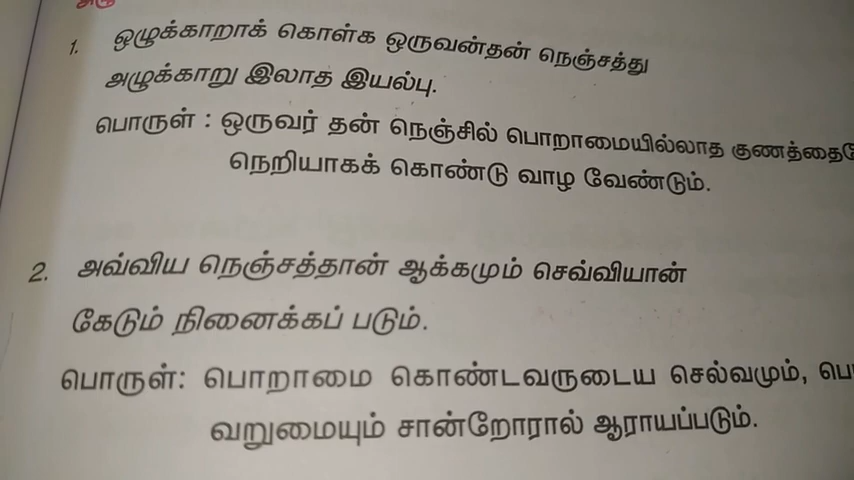 1. ஒழுக்காறாக் கொள்க ஒருவன்தன் நெஞ்சத்து
அழுக்காறு இலாத இயல்பு.
பொருள் : ஒருவர் தன் நெஞ்சில் பொறாமையில்லாத
நெறியாகக் கொண்டு வாழ வேண்டும்.
2. அவ்விய நெஞ்சத்தான் ஆக்கமும் செவ்வியான்
கேடும் நினைக்கப் படும்.
பொருள்: பொறாமை கொண்டவருடைய செல்வமும்,
வறுமையும் சான்றோரால் ஆராயப்படும்.